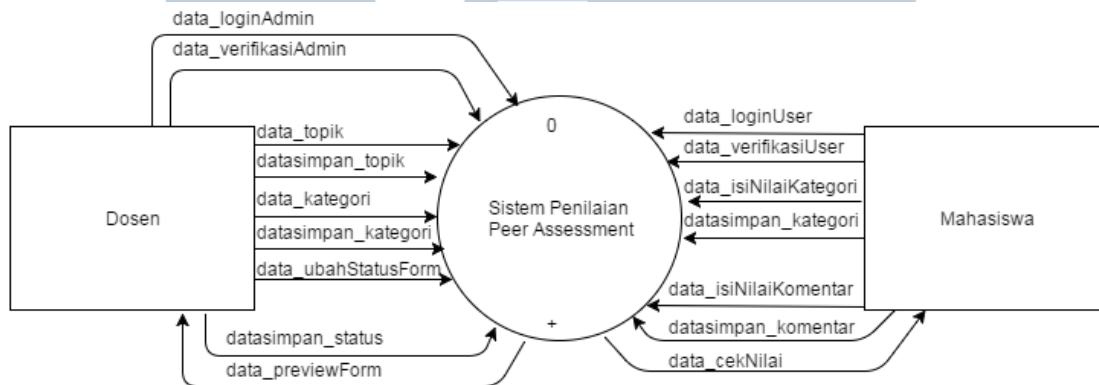 data_loginAdmin
data_verifikasiAdmin
data_topik
datasimpan_topik
data_kategori
datasimpan_kategori
data_ubahStatusForm
datasimpan_status
data_previewForm
Dosen
0
Sistem Penilaian
Peer Assessment
+
data_loginUser
data_verifikasiUser
data_isiNilaiKategori
datasimpan_kategori
data_isiNilaiKomentar
datasimpan_komentar
data_cekNilai
Mahasiswa